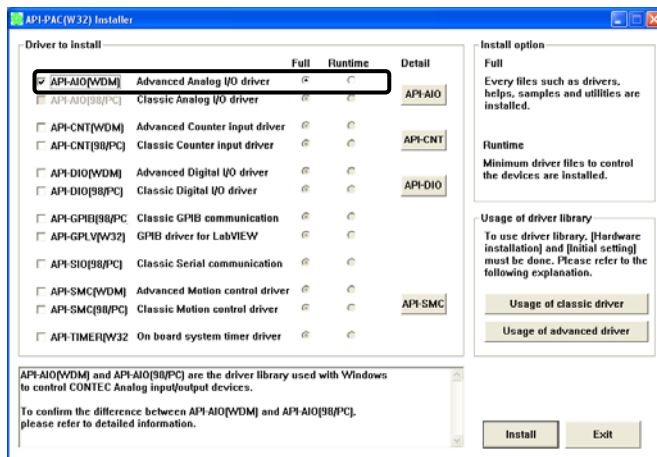 API-PAC(W32) Installer
Driver to install
Full Runtime Detail
API-AIO(WDM) Advanced Analog I/O driver
API-AIO(98/PC) Classic Analog I/O driver
API-AIO
API-CNT(WDM) Advanced Counter input driver
API-CNT(98/PC) Classic Counter input driver
API-CNT
API-DIO(WDM) Advanced Digital I/O driver
API-DIO(98/PC) Classic Digital I/O driver
API-DIO
API-GPIB(98/PC Classic GPIB communication
API-GPLV(W32) GPIB driver for LabVIEW
API-SIO(98/PC) Classic Serial communication
API-SMC(WDM) Advanced Motion control driver
API-SMC(98/PC) Classic Motion control driver
API-SMC
API-TIMER(W32 On board system timer driver
Install option
Full
Every files such as drivers,
helps, samples and utilities are
installed.
Runtime
Minimum driver files to control
the devices are installed.
Usage of driver library
To use driver library, [Hardware
installation] and [Initial setting]
must be done. Please refer to the
following explanation.
Usage of classic driver
Usage of advanced driver
API-AIO(WDM) and API-AIO(98/PC) are the driver library used with Windows
to control CONTEC Analog input/output devices.
To confirm the difference between API-AIO(WDM) and API-AIO(98/PC),
please refer to detailed information.
Install Exit